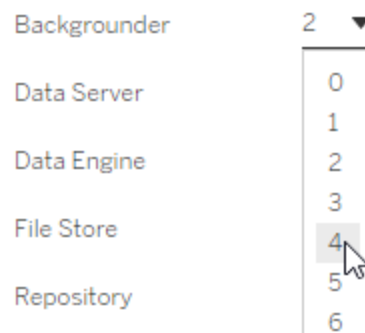 Backgrounder 2
0
Data Server
1
Data Engine 2
3
File Store
4
5
Repository
6